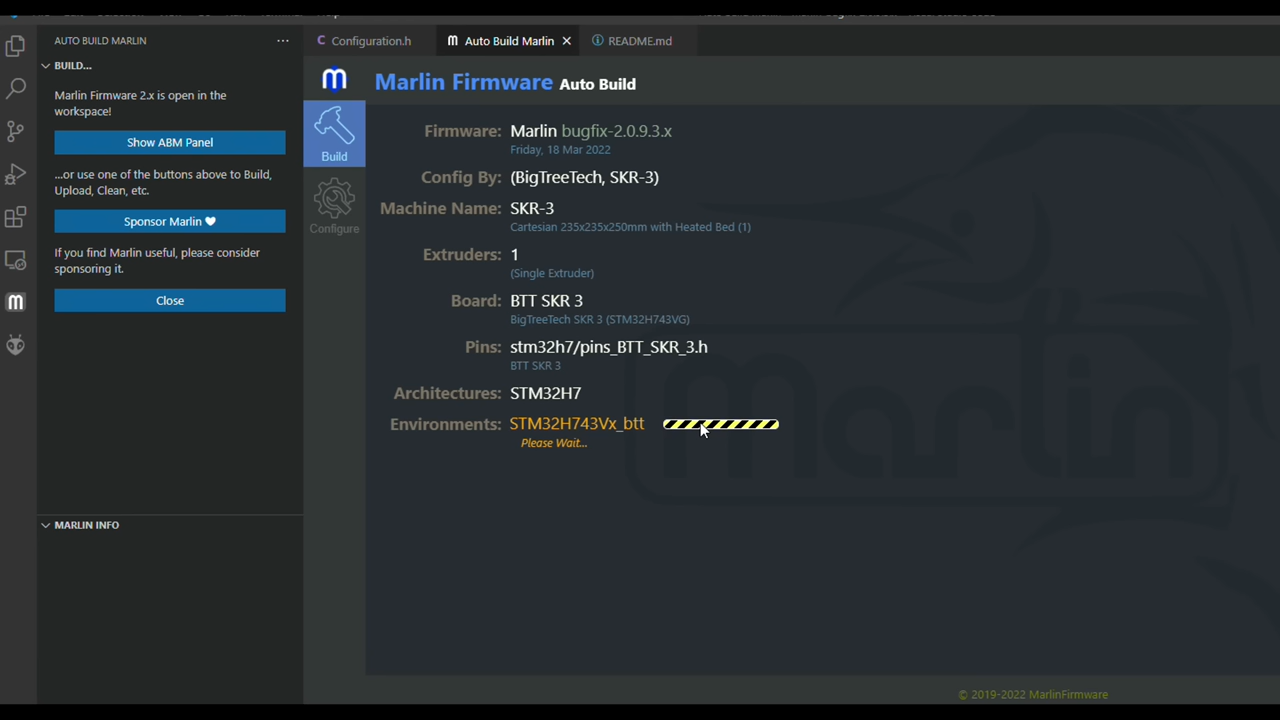 AUTO BUILD MARLIN
BUILD...
Marlin Firmware 2.x is open in the
workspace!
Show ABM Panel
...or use one of the buttons above to Build,
Upload, Clean, etc.
Sponsor Marlin
If you find Marlin useful, please consider
sponsoring it.
Close
MARLIN INFO
C Configuration.h
m Auto Build Marlin ×
README.md
m
Marlin Firmware Auto Build
Build
Configure
Firmware: Marlin bugfix-2.0.9.3.x
Friday, 18 Mar 2022
Config By: (BigTreeTech, SKR-3)
Machine Name: SKR-3
Cartesian 235x235x250mm with Heated Bed (1)
Extruders: 1
(Single Extruder)
Board: BTT SKR 3
BigTreeTech SKR 3 (STM32H743VG)
Pins: stm32h7/pins_BTT_SKR_3.h
BTT SKR 3
Architectures: STM32H7
Environments: STM32H743Vx_btt
Please Wait...
marlin
© 2019-2022 MarlinFirmware